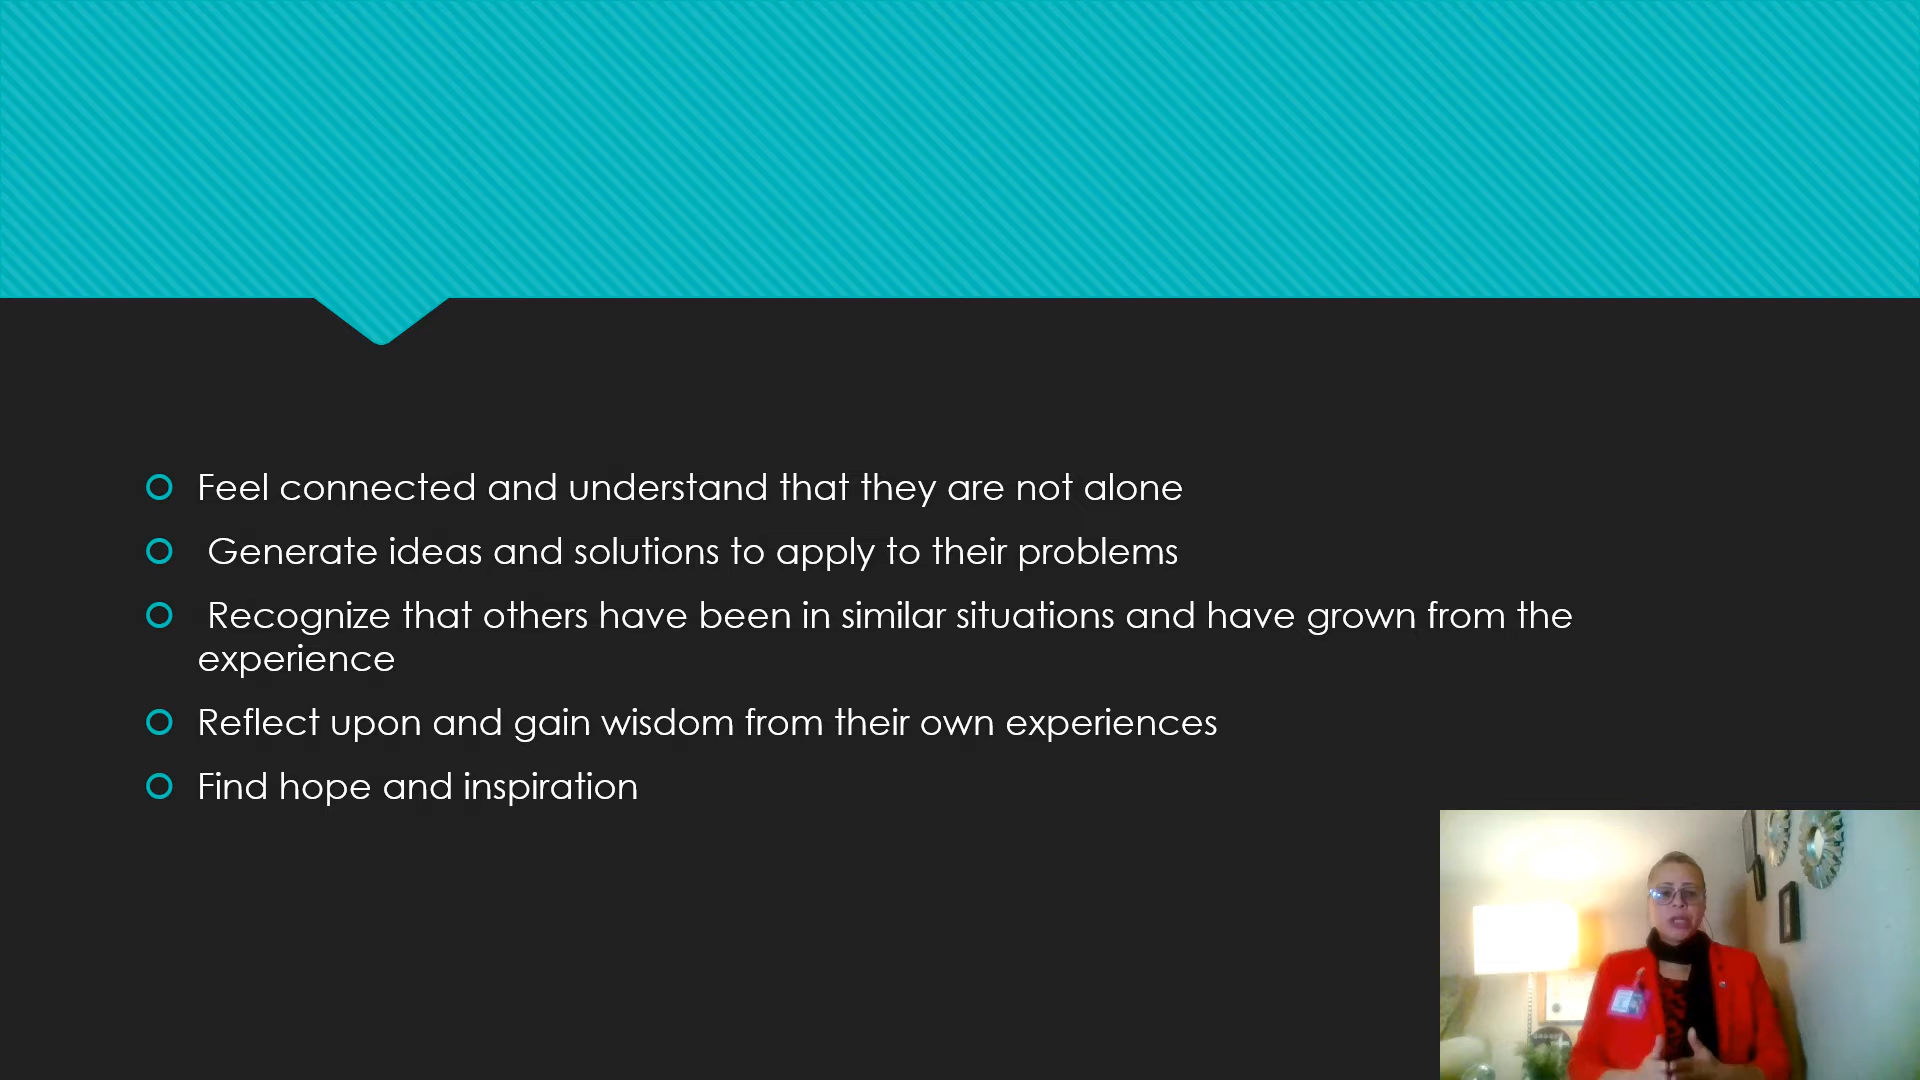 Feel connected and understand that they are not alone
Generate ideas and solutions to apply to their problems
Recognize that others have been in similar situations and have grown from the
experience
Reflect upon and gain wisdom from their own experiences
Find hope and inspiration